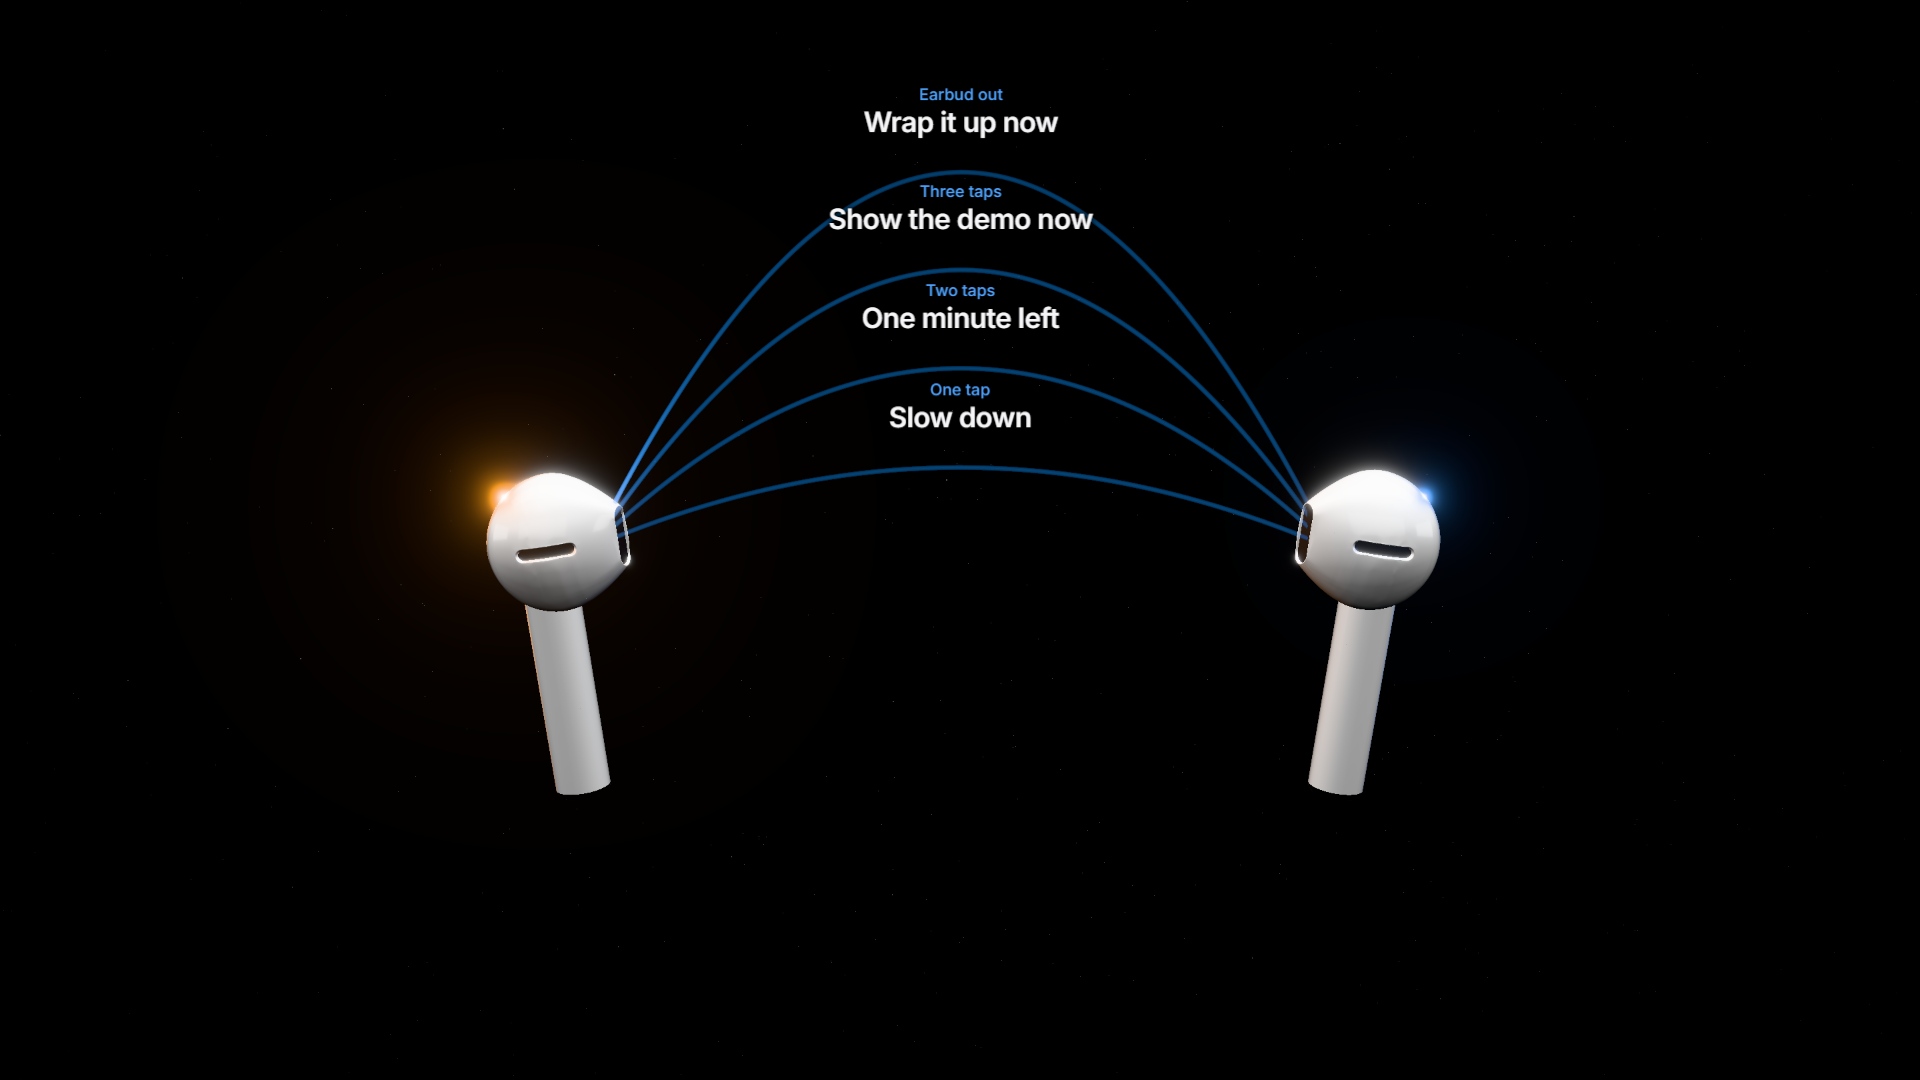 Earbud out
Wrap it up now
Three taps
Show the demo now
Two taps
One minute left
One tap
Slow down